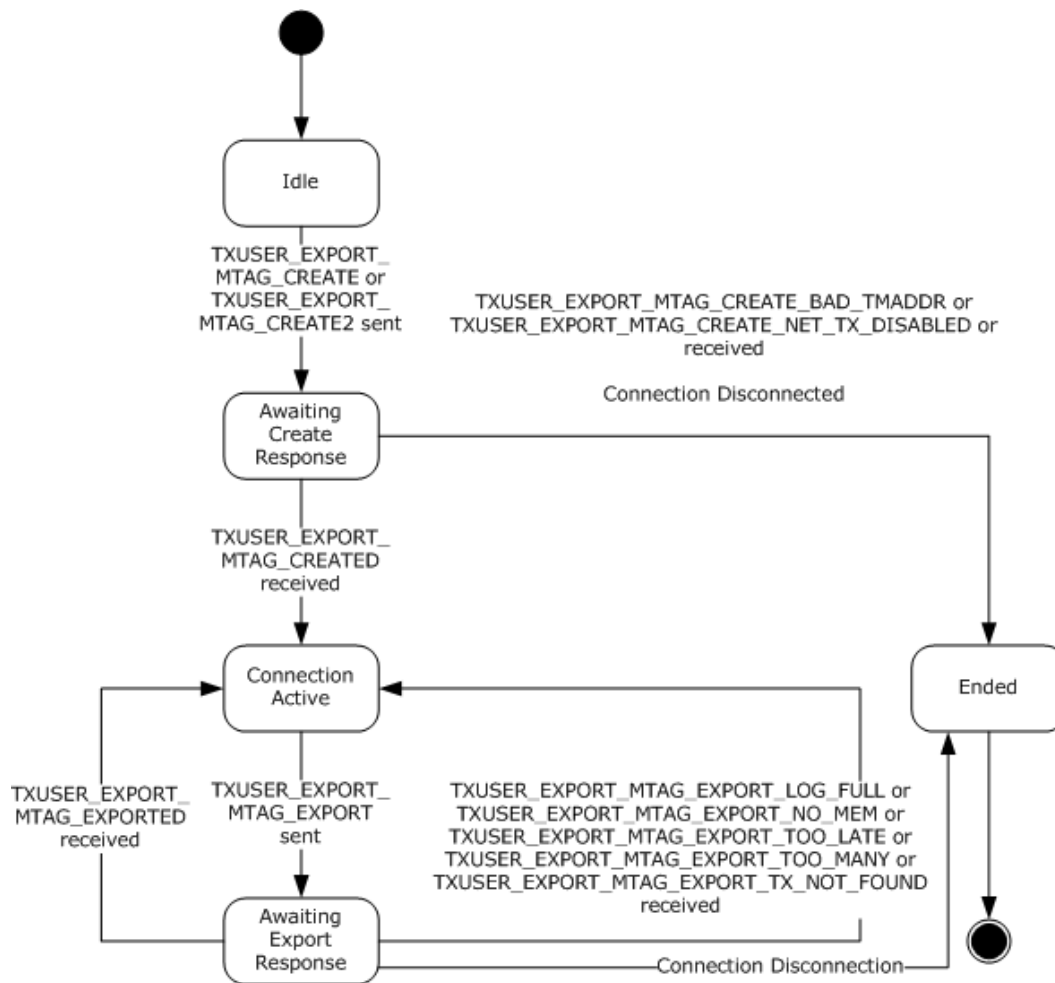 Idle
TXUSER_EXPORT_
MTAG_CREATE or
TXUSER_EXPORT_
MTAG_CREATE2 sent
TXUSER_EXPORT_MTAG_CREATE_BAD_TMADDR or
TXUSER_EXPORT_MTAG_CREATE_NET_TX_DISABLED or
received
Connection Disconnected
Awaiting
Create
Response
TXUSER_EXPORT_
MTAG_CREATED
received
Connection
Active
Ended
TXUSER_EXPORT_
MTAG_EXPORTED
received
TXUSER_EXPORT_
MTAG_EXPORT
sent
TXUSER_EXPORT_MTAG_EXPORT_LOG_FULL or
TXUSER_EXPORT_MTAG_EXPORT_NO_MEM or
TXUSER_EXPORT_MTAG_EXPORT_TOO_LATE or
TXUSER_EXPORT_MTAG_EXPORT_TOO_MANY or
TXUSER_EXPORT_MTAG_EXPORT_TX_NOT_FOUND
received
Awaiting
Export
Response
Connection Disconnection